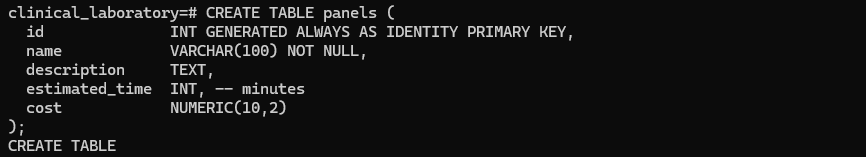 clinical_laboratory=# CREATE TABLE panels (
  id              INT GENERATED ALWAYS AS IDENTITY PRIMARY KEY,
  name            VARCHAR(100) NOT NULL,
  description     TEXT,
  estimated_time  INT, -- minutes
  cost            NUMERIC(10,2)
);
CREATE TABLE